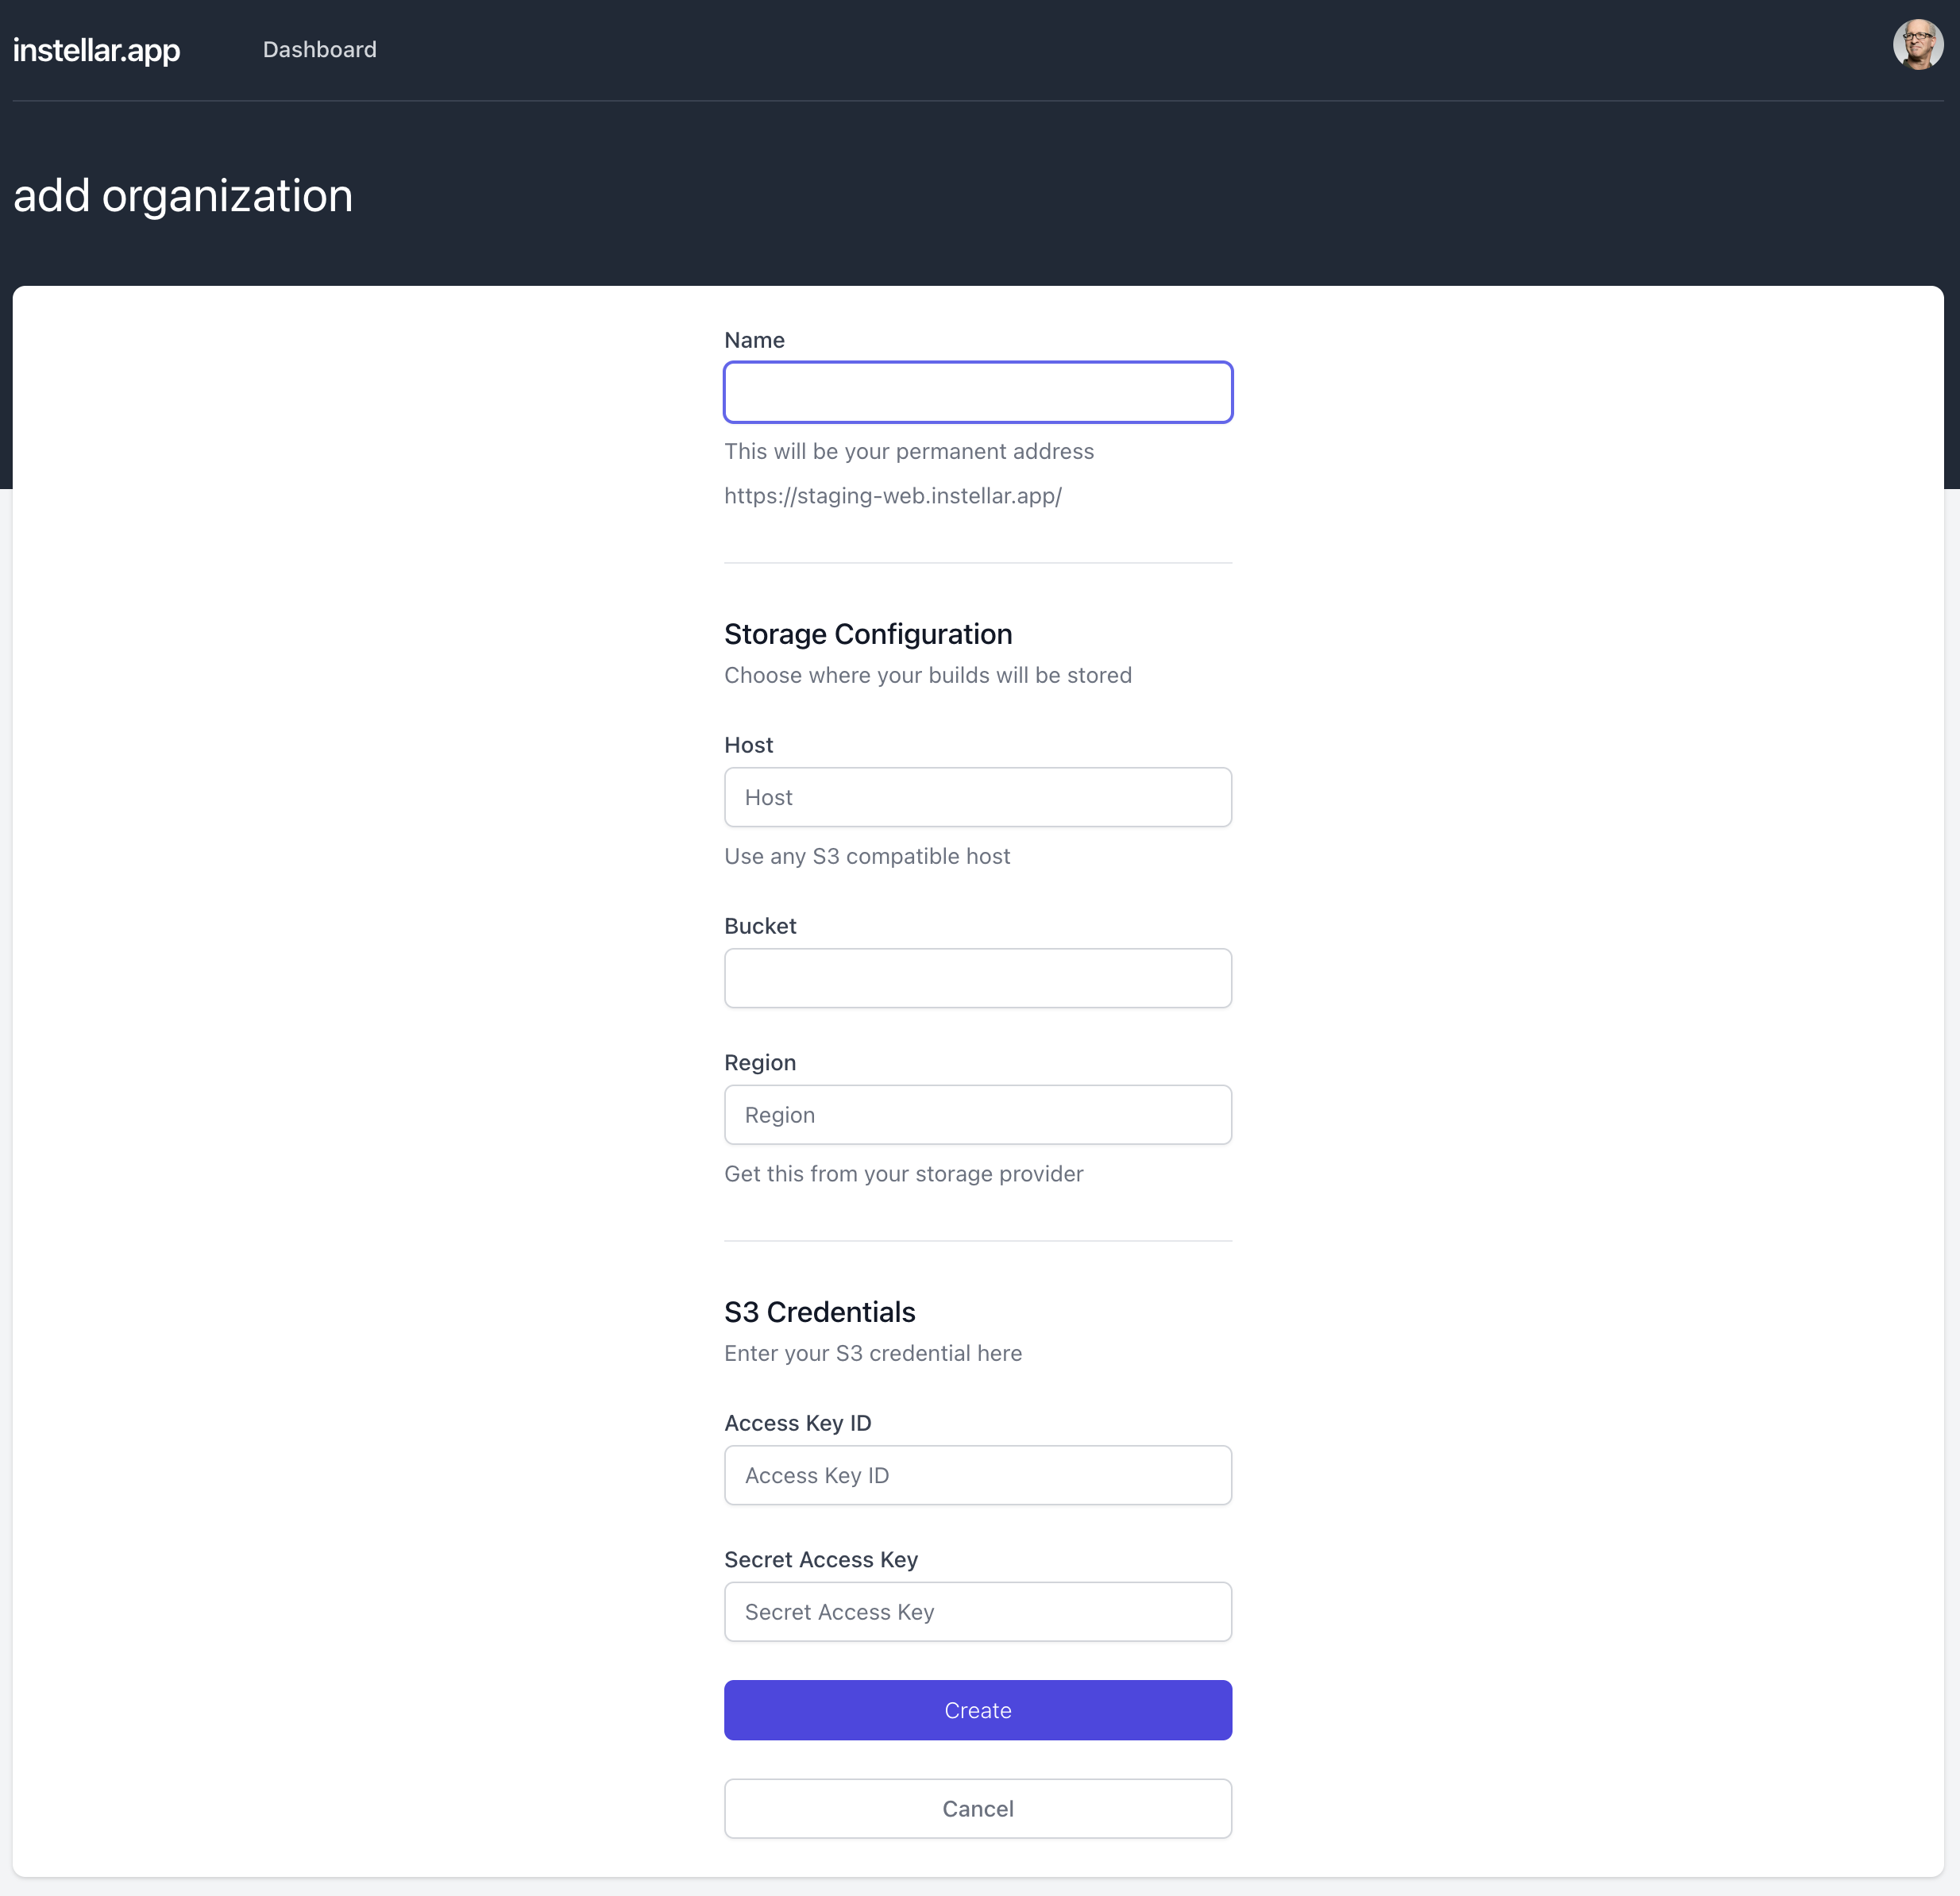 instellar.app
Dashboard
add organization
Name
This will be your permanent address
https://staging-web.instellar.app/
Storage Configuration
Choose where your builds will be stored
Host
Host
Use any S3 compatible host
Bucket
Region
Region
Get this from your storage provider
S3 Credentials
Enter your S3 credential here
Access Key ID
Access Key ID
Secret Access Key
Secret Access Key
Create
Cancel